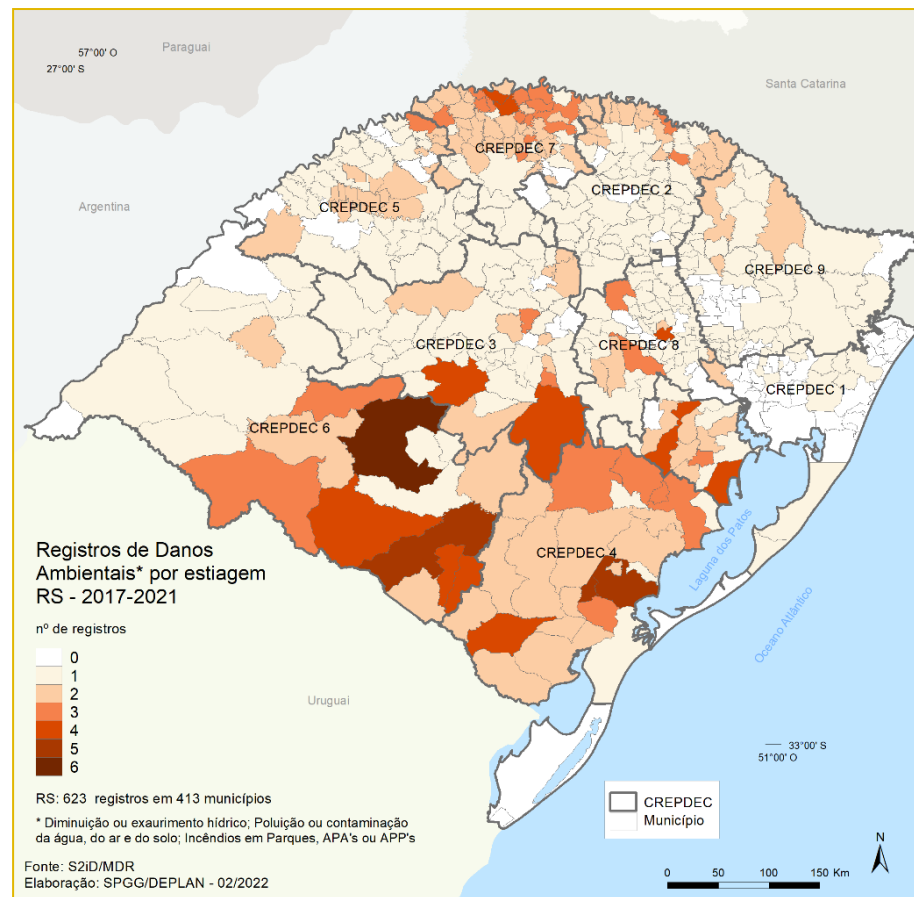 57°00' O
27°00' S
Paraguai
Santa Catarina
Argentina
CREPDEC 7
CREPDEC 2
CREPDEC 5
CREPDEC 9
CREPDEC 3
CREPDEC 8
CREPDEC 1
CREPDEC 6
CREPDEC 4
Laguna dos Patos
Oceano Atlântico
Uruguai
33°00' S
51°00' O
Registros de Danos
Ambientais* por estiagem
RS - 2017-2021
nº de registros
0
1
2
3
4
5
6
RS: 623 registros em 413 municípios
* Diminuição ou exaurimento hídrico; Poluição ou contaminação
da água, do ar e do solo; Incêndios em Parques, APA's ou APP's
Fonte: S2iD/MDR
Elaboração: SPGG/DEPLAN - 02/2022
CREPDEC
Município
N
0 50 100 150 Km